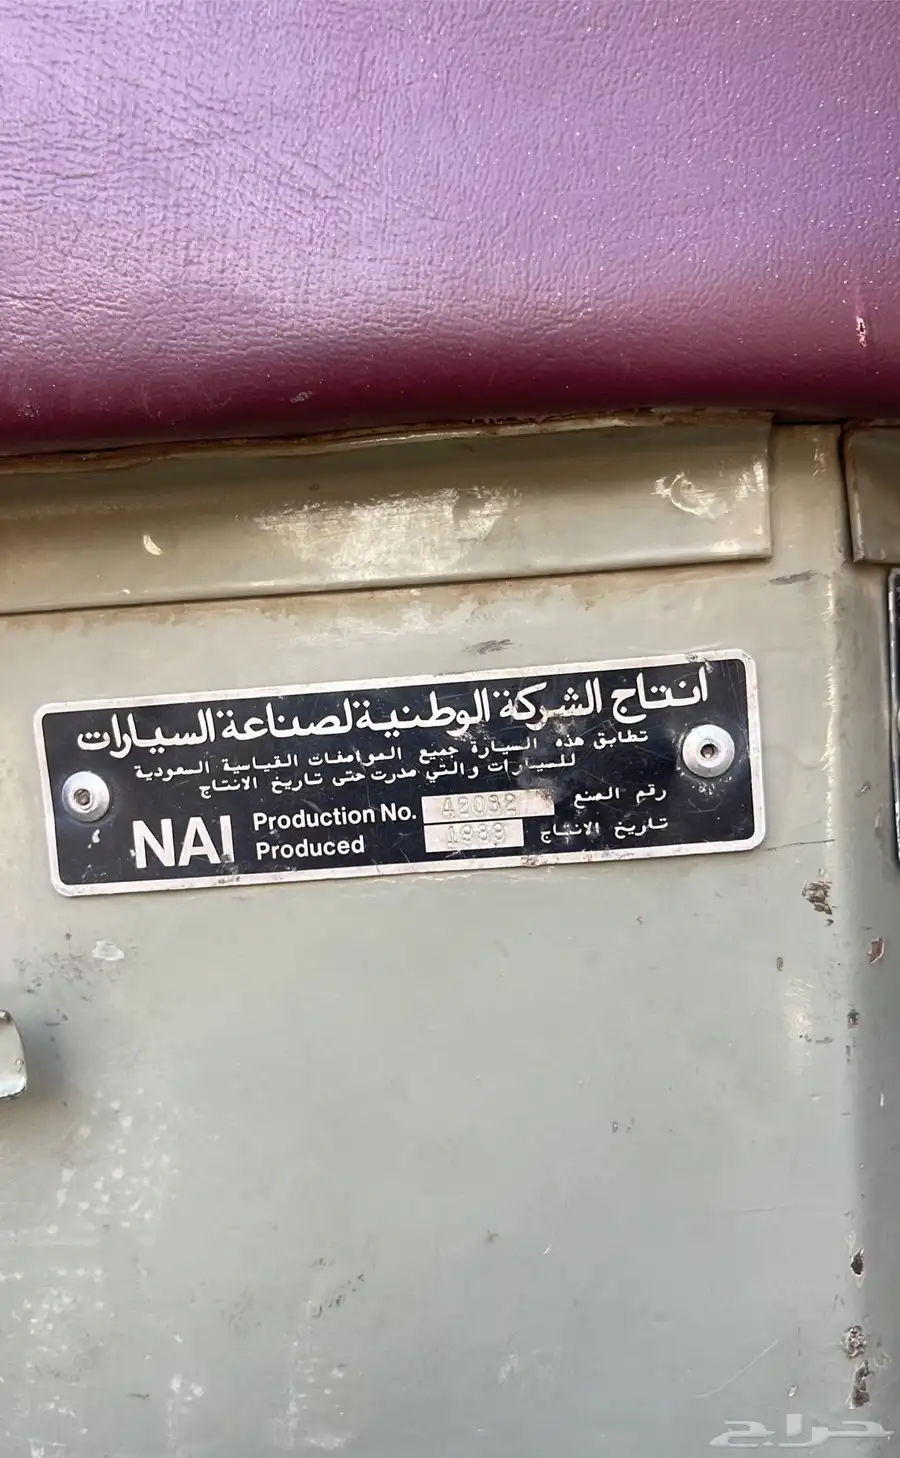 انتاج الشركة الوطنية لصناعة السيارات
تطابق هذه السيارة جميع المواصفات القياسية السعودية
للسيارات والتي صدرت حتى تاريخ الانتاج
NAI Production No. 42032 رقم الصنع
Produced 1989 تاريخ الانتاج
حراج